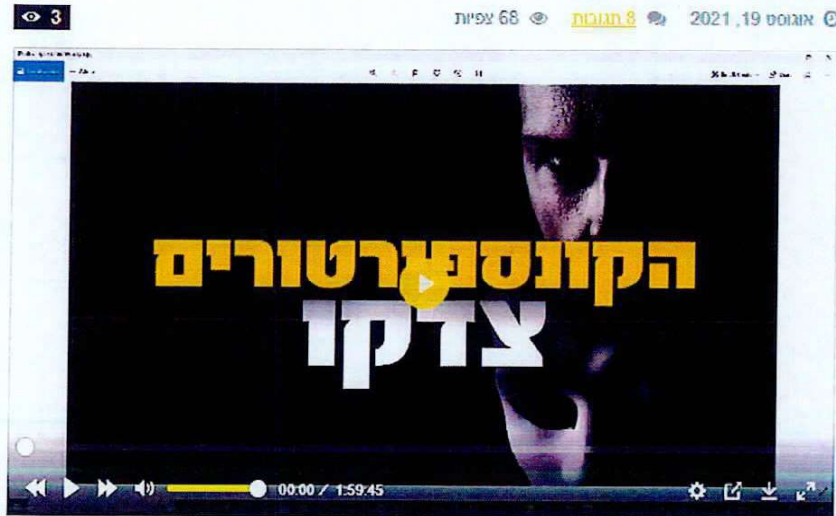 אוגוסט 19, 2021 8 תגובות 68 צפיות
3
הקונספירטורים
צדקו
00:00 / 1:59:45